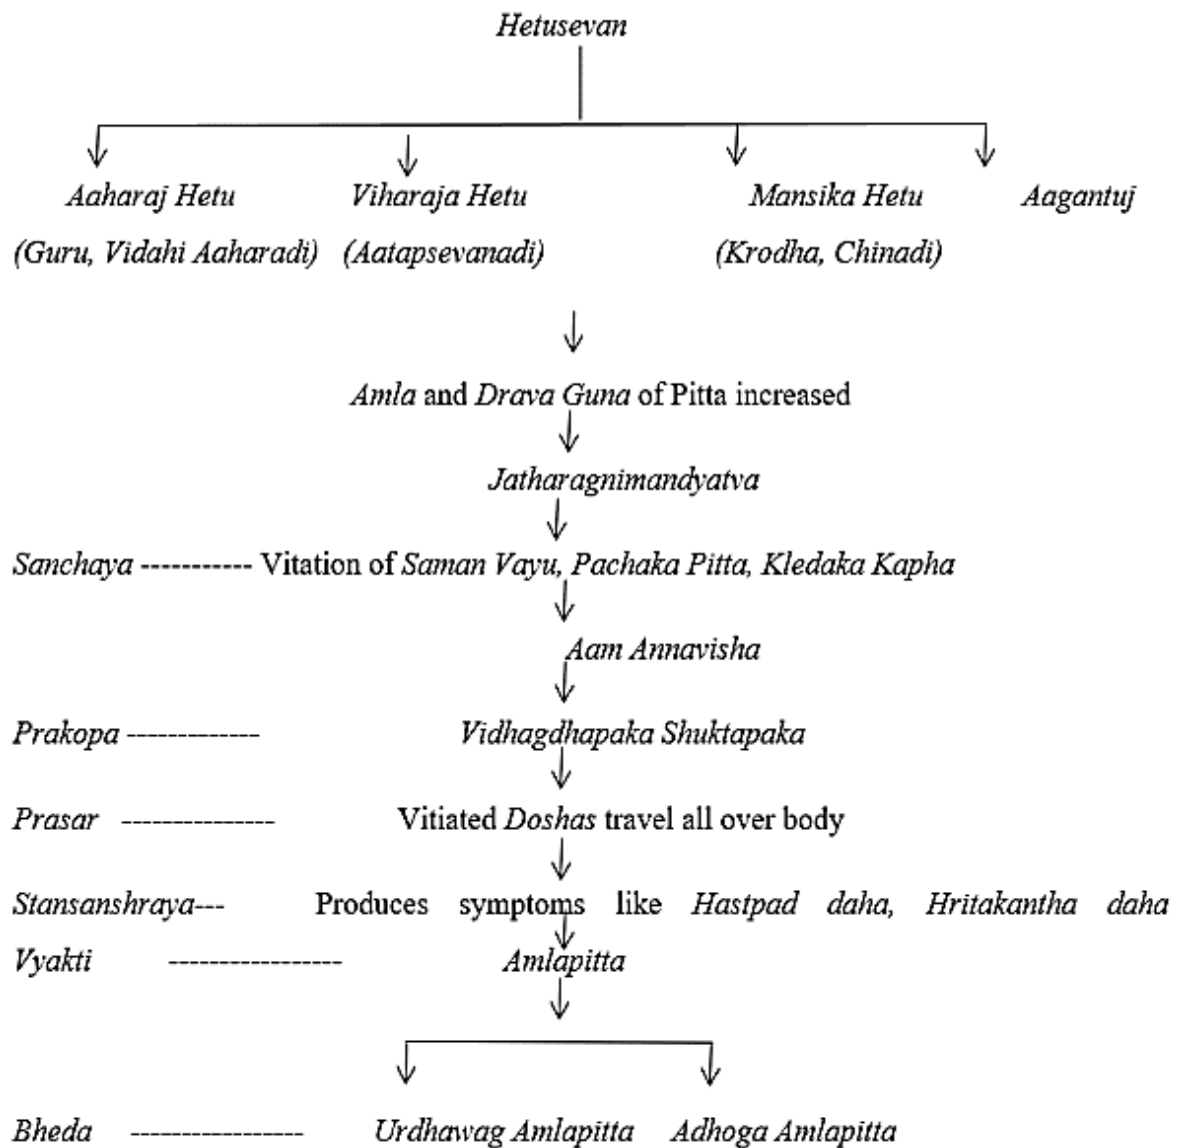 Hetusevan
Aaharaj Hetu Viharaja Hetu Mansika Hetu Aagantuj
(Guru, Vidahi Aaharadi) (Aatapsevanadi) (Krodha, Chinadi)
Amla and Drava Guna of Pitta increased
Jatharagnimandyatva
Sanchaya ----------- Vitation of Saman Vayu, Pachaka Pitta, Kledaka Kapha
Aam Annavisha
Prakopa ------------- Vidhagdhapaka Shuktapaka
Prasar --------------- Vitiated Doshas travel all over body
Stansanshraya--- Produces symptoms like Hastpad daha, Hritakantha daha
Vyakti ----------------- Amlapitta
Bheda ----------------- Urdhawag Amlapitta Adhoga Amlapitta